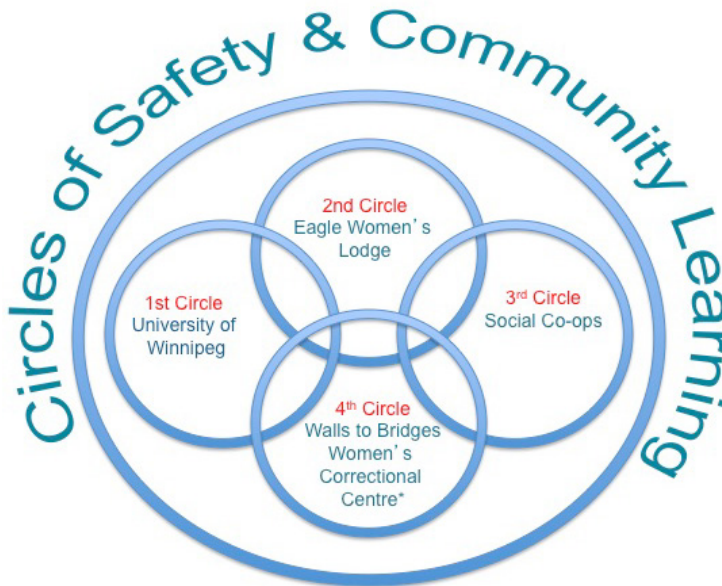 Circles of Safety & Community Learning
2nd Circle
Eagle Women's
Lodge
1st Circle
University of
Winnipeg
3rd Circle
Social Co-ops
4th Circle
Walls to Bridges
Women's
Correctional
Centre*